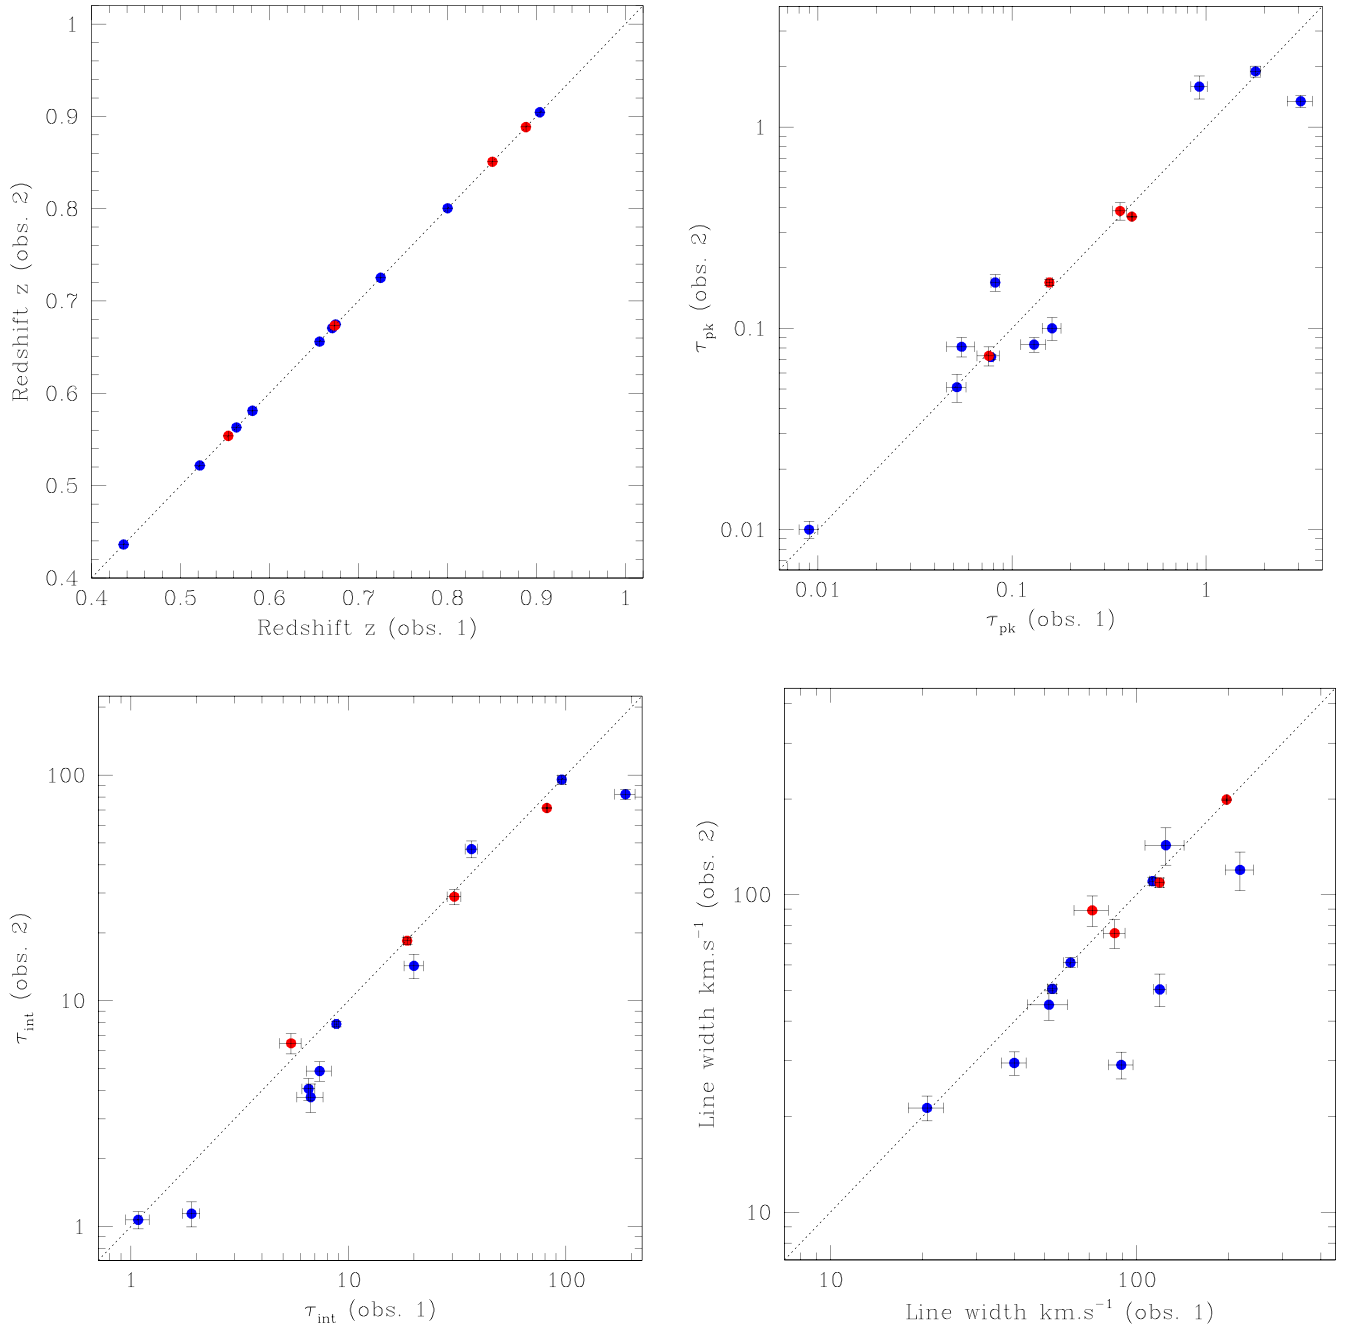 1
0.9
0.8
0.7
0.6
0.5
0.4
Redshift z (obs. 2)
0.4 0.5 0.6 0.7 0.8 0.9 1
Redshift z (obs. 1)
1
0.1
0.01
τpk (obs. 2)
0.01 0.1 1
τpk (obs. 1)
100
10
1
τint (obs. 2)
1 10 100
τint (obs. 1)
100
10
Line width km.s⁻¹ (obs. 2)
10 100
Line width km.s⁻¹ (obs. 1)